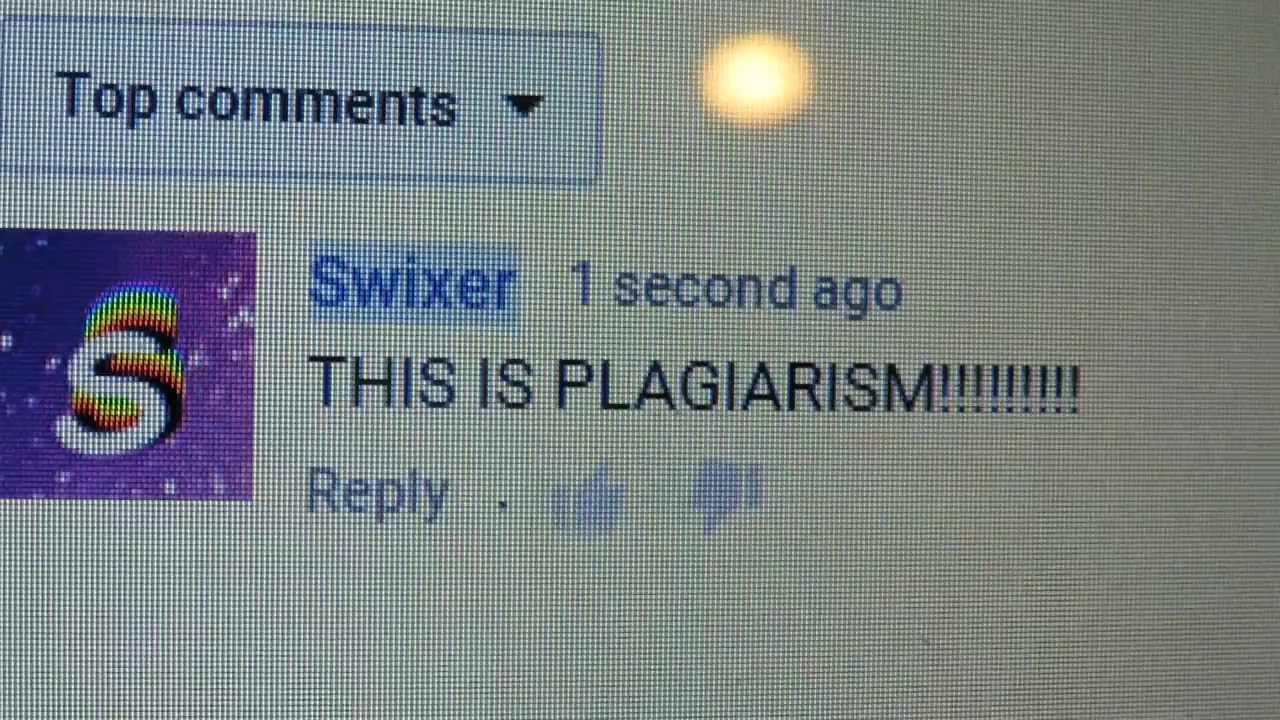 Top comments
S
Swixer 1 second ago
THIS IS PLAGIARISM!!!!!!!!!!
Reply .